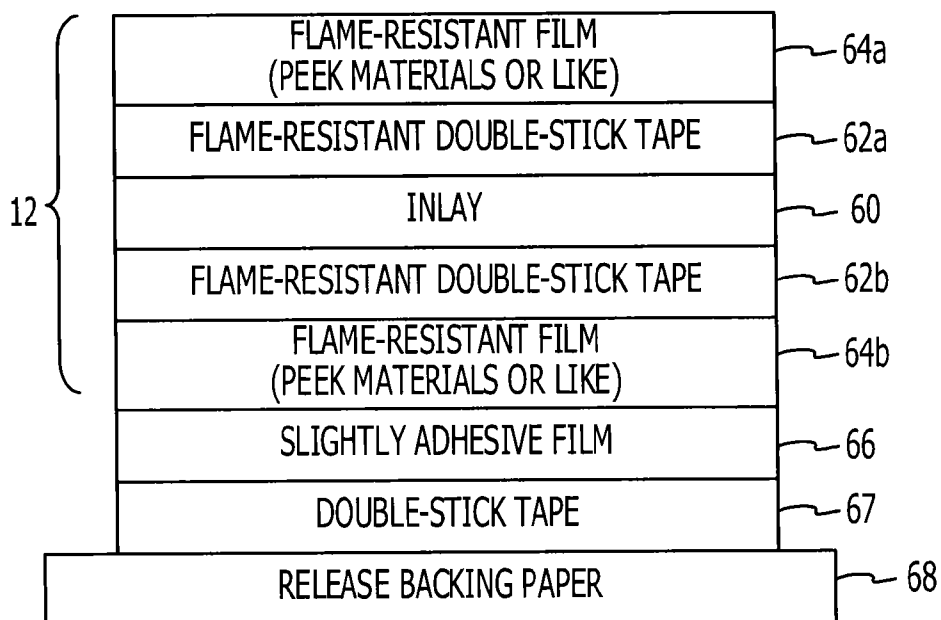 FLAME-RESISTANT FILM
(PEEK MATERIALS OR LIKE)
64a
FLAME-RESISTANT DOUBLE-STICK TAPE
62a
12
INLAY
60
FLAME-RESISTANT DOUBLE-STICK TAPE
62b
FLAME-RESISTANT FILM
(PEEK MATERIALS OR LIKE)
64b
SLIGHTLY ADHESIVE FILM
66
DOUBLE-STICK TAPE
67
RELEASE BACKING PAPER
68